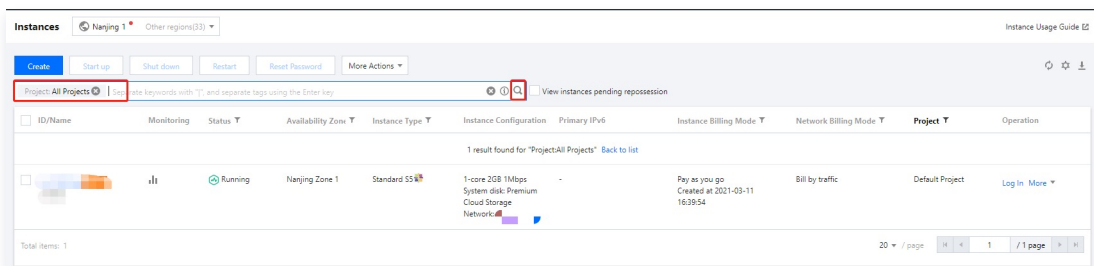 Instances Nanjing 1 Other regions(33) Instance Usage Guide
Create Start up Shut down Restart Reset Password More Actions
Project: All Projects Separate keywords with "|", and separate tags using the Enter key View instances pending repossession
ID/Name Monitoring Status Availability Zone Instance Type Instance Configuration Primary IPv6 Instance Billing Mode Network Billing Mode Project Operation
1 result found for "Project:All Projects" Back to list
Running Nanjing Zone 1 Standard S5 1-core 2GB 1Mbps - Pay as you go Bill by traffic Default Project Log In More
System disk: Premium Created at 2021-03-11
Cloud Storage 16:39:54
Network:
Total items: 1 20 / page 1 / 1 page